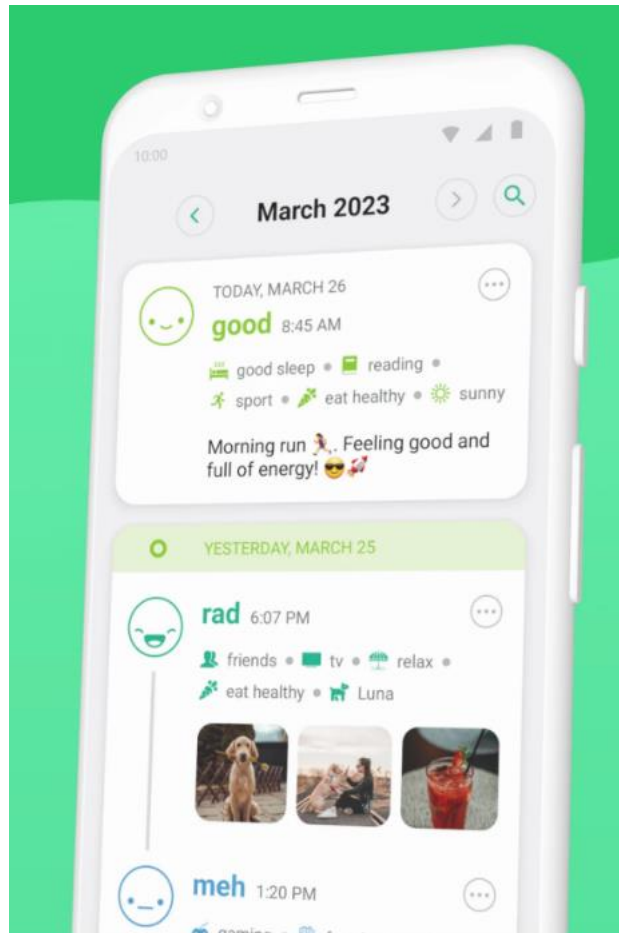 10:00
March 2023
TODAY, MARCH 26
good 8:45 AM
good sleep • reading •
sport • eat healthy • sunny
Morning run 🏃‍♀️. Feeling good and
full of energy! 😎🚀
YESTERDAY, MARCH 25
rad 6:07 PM
friends • tv • relax •
eat healthy • Luna
meh 1:20 PM
gaming •